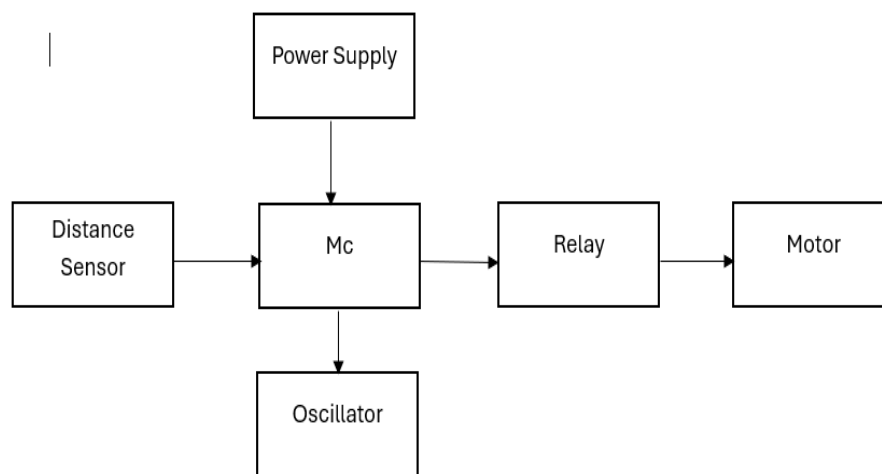 Power Supply
Distance
Sensor
Mc
Relay
Motor
Oscillator